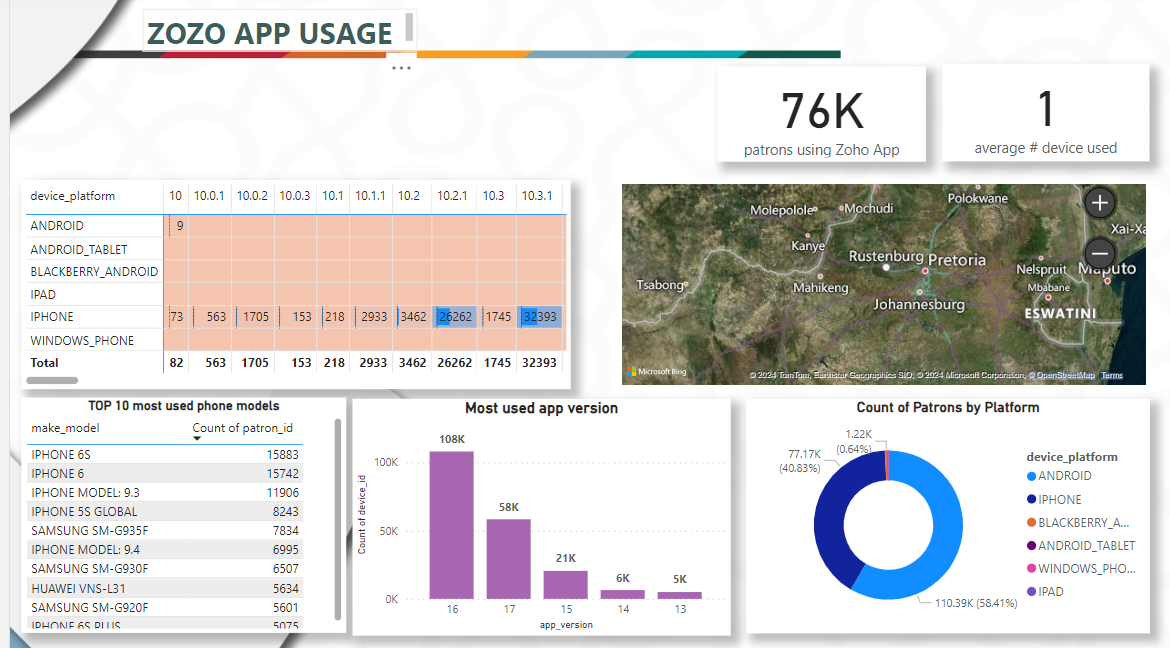 ZOZO APP USAGE
...
76K
patrons using Zoho App
1
average # device used
device_platform 10 10.0.1 10.0.2 10.0.3 10.1 10.1.1 10.2 10.2.1 10.3 10.3.1
ANDROID 9
ANDROID_TABLET
BLACKBERRY_ANDROID
IPAD
IPHONE 73 563 1705 153 218 2933 3462 26262 1745 32393
WINDOWS_PHONE
Total 82 563 1705 153 218 2933 3462 26262 1745 32393
Polokwane
Molepolole Mochudi
Xai-Xa
Kanye
Rustenburg Pretoria
Nelspruit Maputo
Tsabong Mahikeng Mbabane
Johannesburg
ESWATINI
Microsoft Bing
© 2024 TomTom, Earthstar Geographics SIO, © 2024 Microsoft Corporation, © OpenStreetMap Terms
TOP 10 most used phone models
make_model Count of patron_id
IPHONE 6S 15883
IPHONE 6 15742
IPHONE MODEL: 9.3 11906
IPHONE 5S GLOBAL 8243
SAMSUNG SM-G935F 7834
IPHONE MODEL: 9.4 6995
SAMSUNG SM-G930F 6507
HUAWEI VNS-L31 5634
SAMSUNG SM-G920F 5601
IPHONE 6S PLUS 5075
Most used app version
Count of device_id
100K
50K
0K
108K
58K
21K
6K
5K
16 17 15 14 13
app_version
Count of Patrons by Platform
1.22K
(0.64%)
77.17K
(40.83%)
110.39K (58.41%)
device_platform
ANDROID
IPHONE
BLACKBERRY_A...
ANDROID_TABLET
WINDOWS_PHO...
IPAD